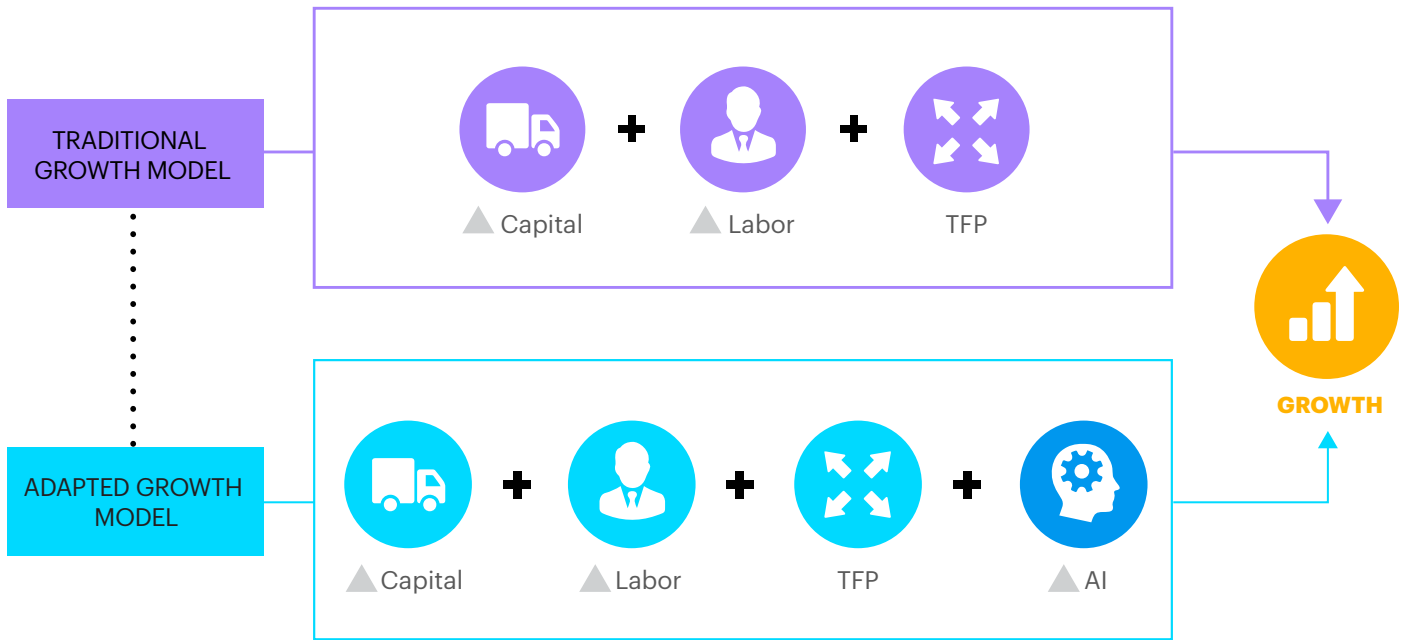 TRADITIONAL
GROWTH MODEL
Capital
Labor
TFP
GROWTH
ADAPTED GROWTH
MODEL
Capital
Labor
TFP
AI